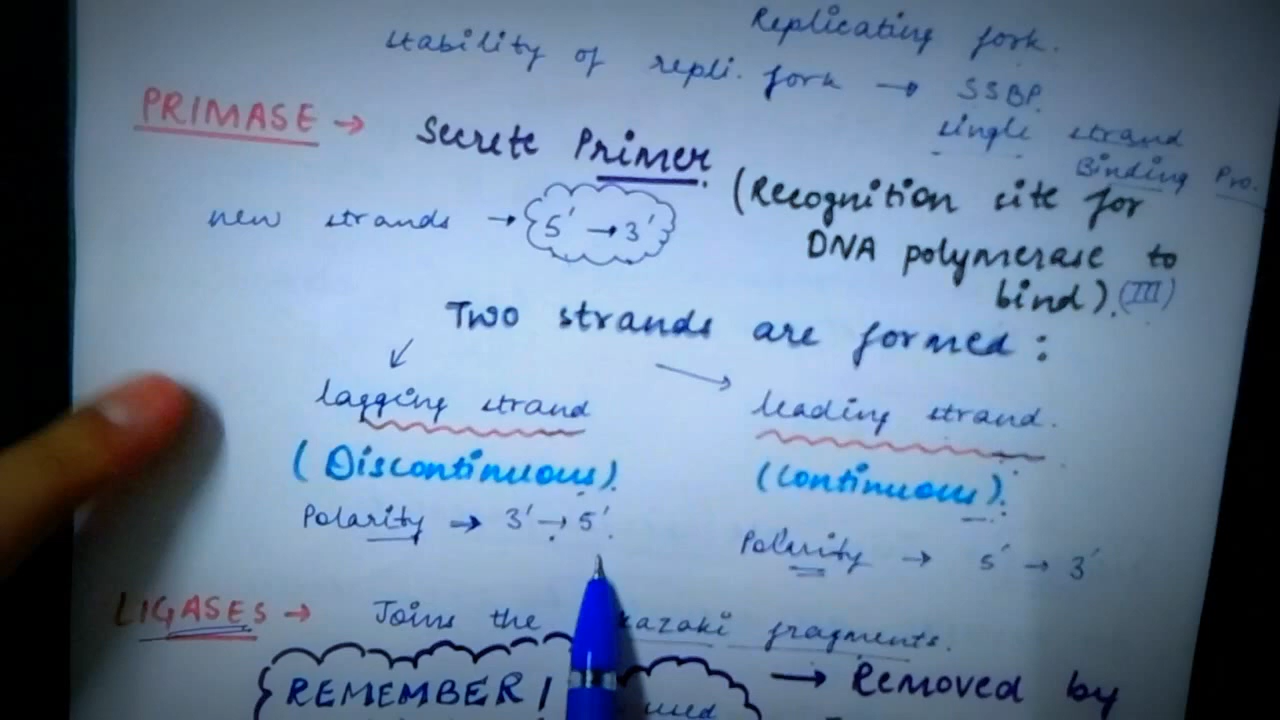 Replicating fork.
stability of repli. fork → SSBP.
single strand
Binding Pro.
PRIMASE → Secrete Primer
(Recognition site for
DNA polymerase to
bind). (III)
new strands → 5' → 3'
Two strands are formed:
lagging strand
leading strand.
(Discontinuous).
(continuous).
Polarity → 3' → 5'.
Polarity → 5' → 3'
LIGASES → Joins the kazaki fragments.
REMEMBER!
used
→ Removed by